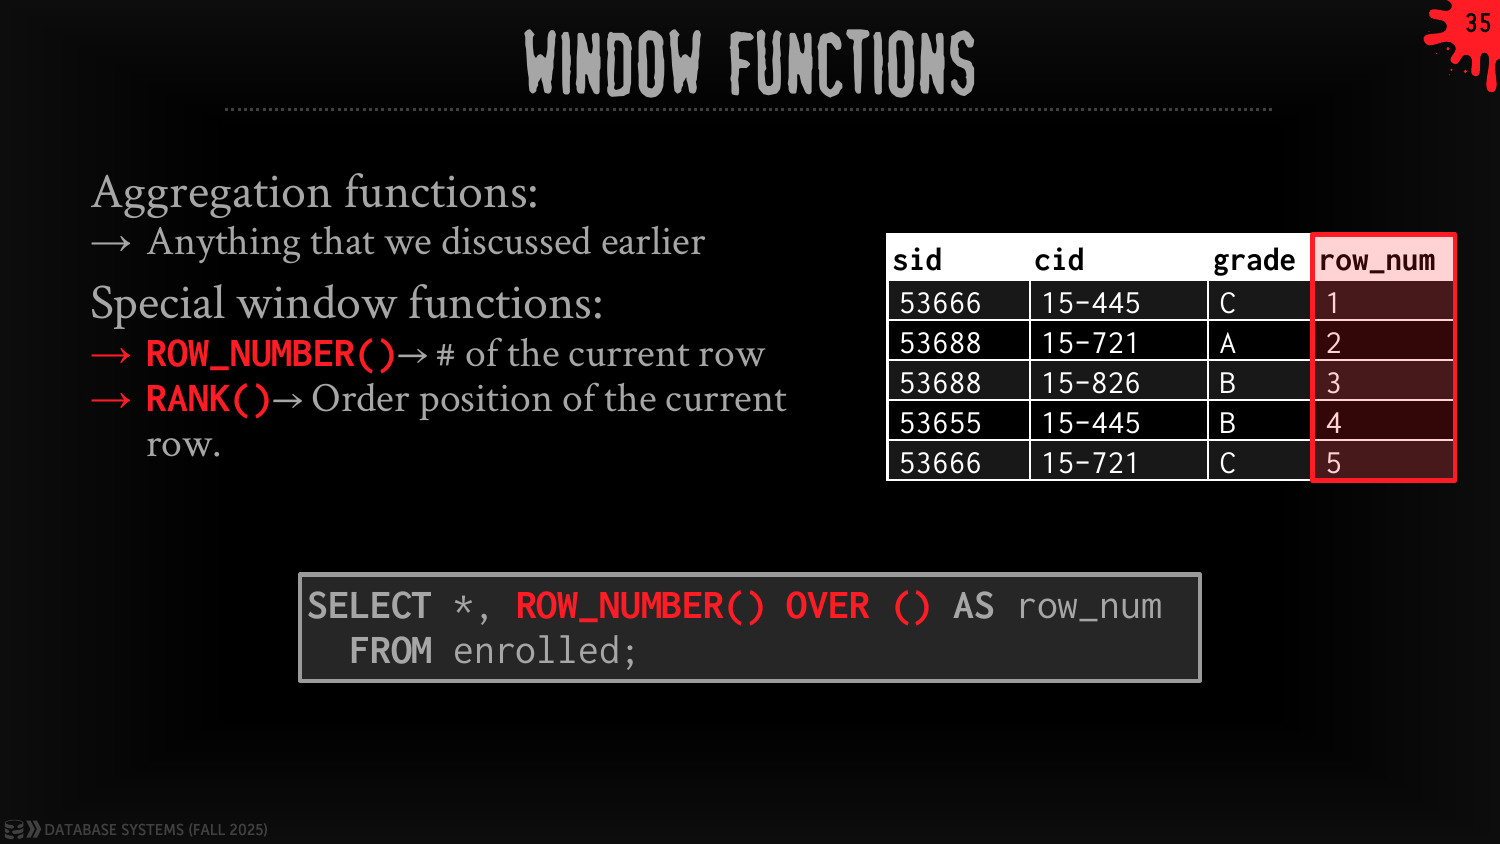 35
WINDOW FUNCTIONS
Aggregation functions:
→ Anything that we discussed earlier
Special window functions:
→ ROW_NUMBER()→ # of the current row
→ RANK()→ Order position of the current
row.
sid cid grade row_num
53666 15-445 C 1
53688 15-721 A 2
53688 15-826 B 3
53655 15-445 B 4
53666 15-721 C 5
SELECT *, ROW_NUMBER() OVER () AS row_num
FROM enrolled;
DATABASE SYSTEMS (FALL 2025)